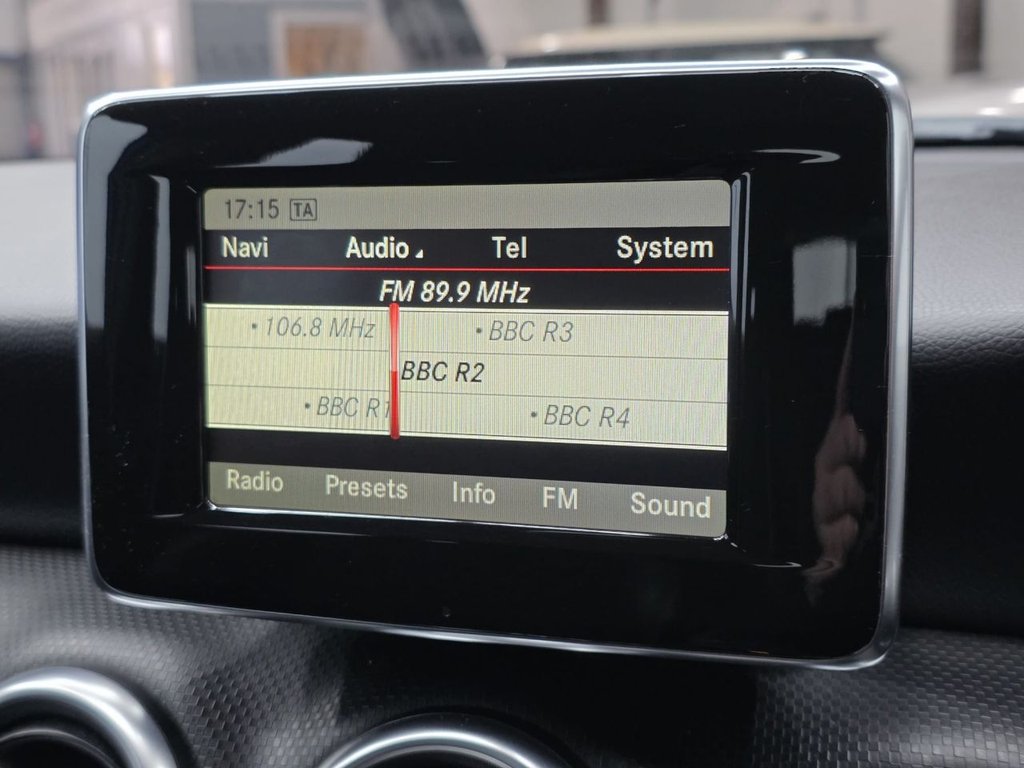 17:15 TA
Navi Audio Tel System
FM 89.9 MHz
• 106.8 MHz • BBC R3
BBC R2
• BBC R1 • BBC R4
Radio Presets Info FM Sound